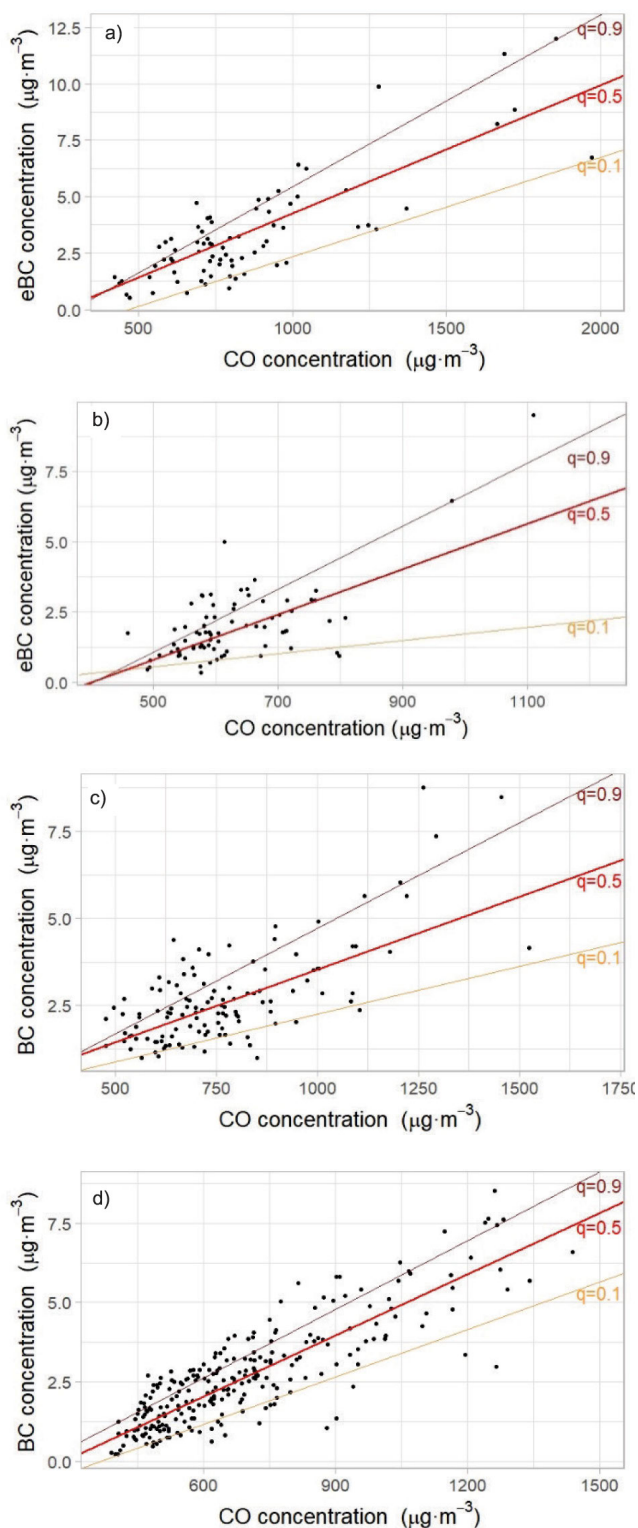 a)
12.5
10.0
7.5
5.0
2.5
0.0
eBC concentration (μg·m⁻³)
q=0.9
q=0.5
q=0.1
500 1000 1500 2000
CO concentration (μg·m⁻³)
b)
7.5
5.0
2.5
0.0
eBC concentration (μg·m⁻³)
q=0.9
q=0.5
q=0.1
500 700 900 1100
CO concentration (μg·m⁻³)
c)
7.5
5.0
2.5
BC concentration (μg·m⁻³)
q=0.9
q=0.5
q=0.1
500 750 1000 1250 1500 1750
CO concentration (μg·m⁻³)
d)
7.5
5.0
2.5
0.0
BC concentration (μg·m⁻³)
q=0.9
q=0.5
q=0.1
600 900 1200 1500
CO concentration (μg·m⁻³)